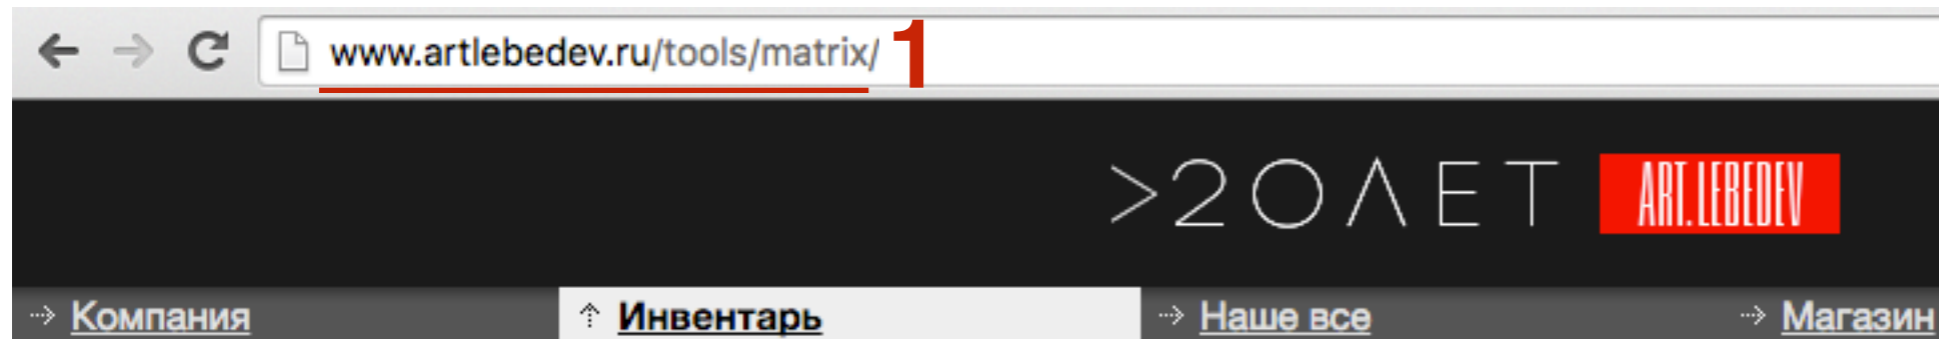 www.artlebedev.ru/tools/matrix/ 1
>20ЛЕТ ART.LEBEDEV
Компания Инвентарь Наше все Магазин